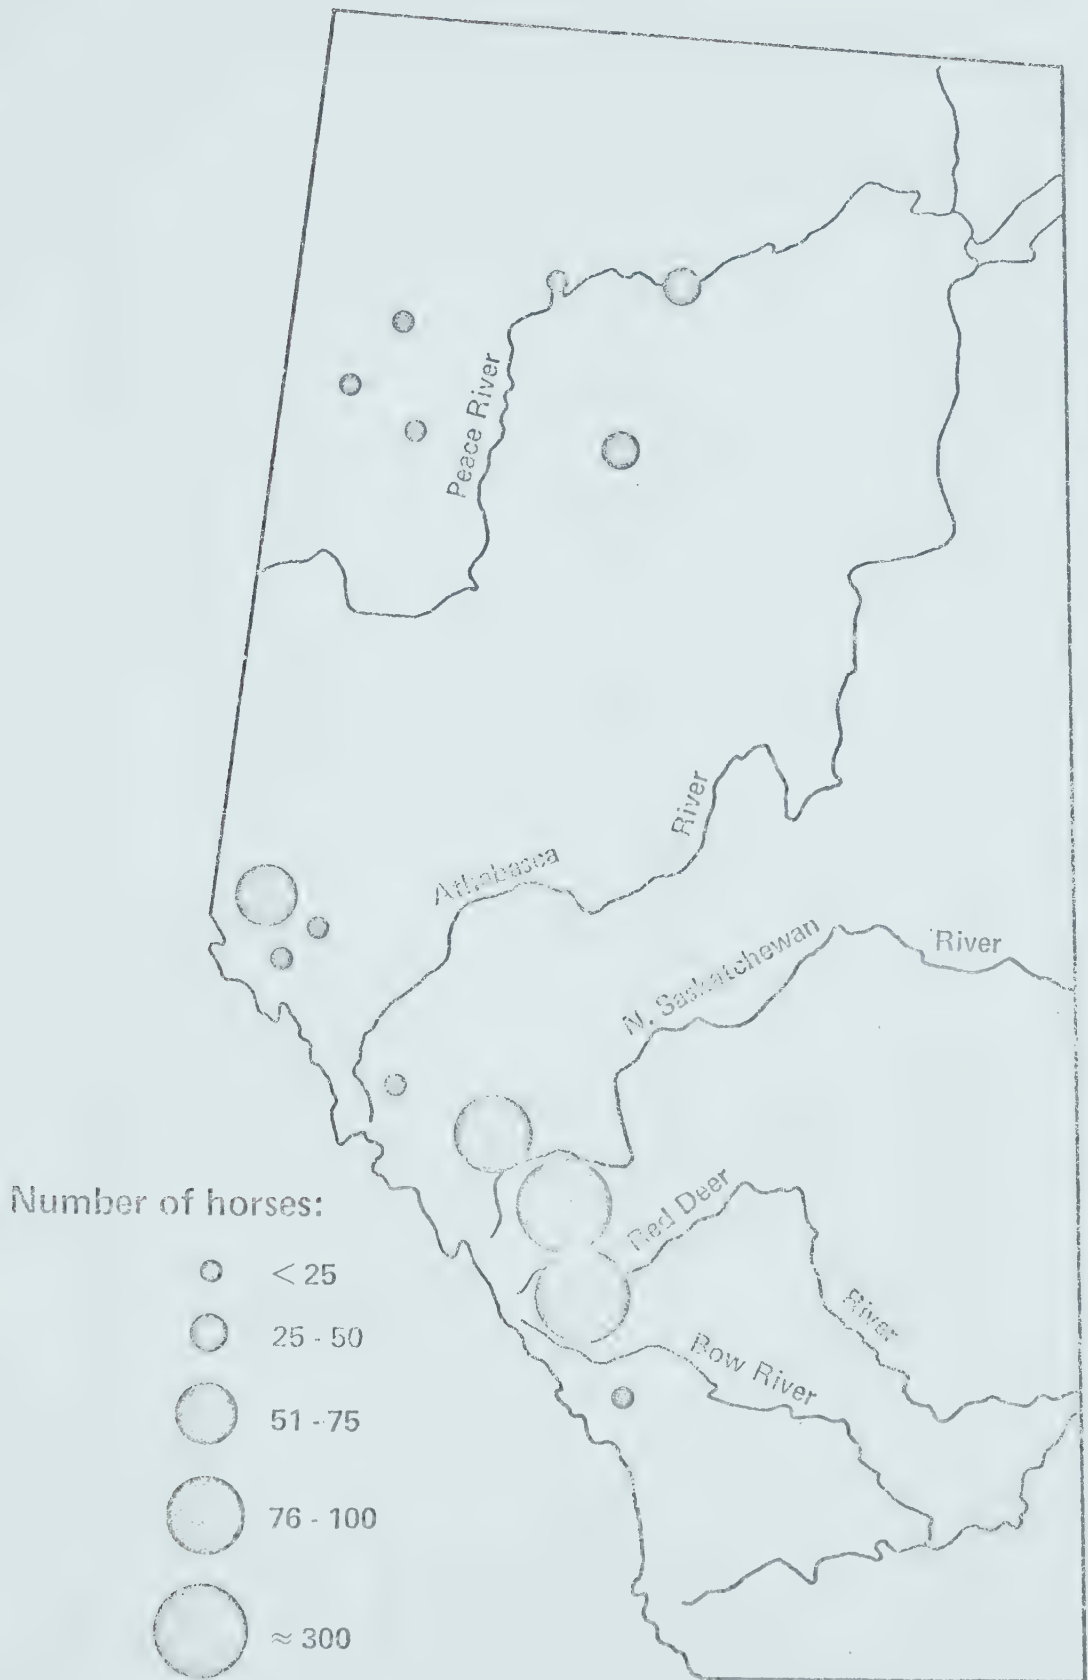 Peace River
Athabasca
River
N. Saskatchewan
River
Red Deer
River
Bow River
Number of horses:
< 25
25 - 50
51 - 75
76 - 100
≈ 300